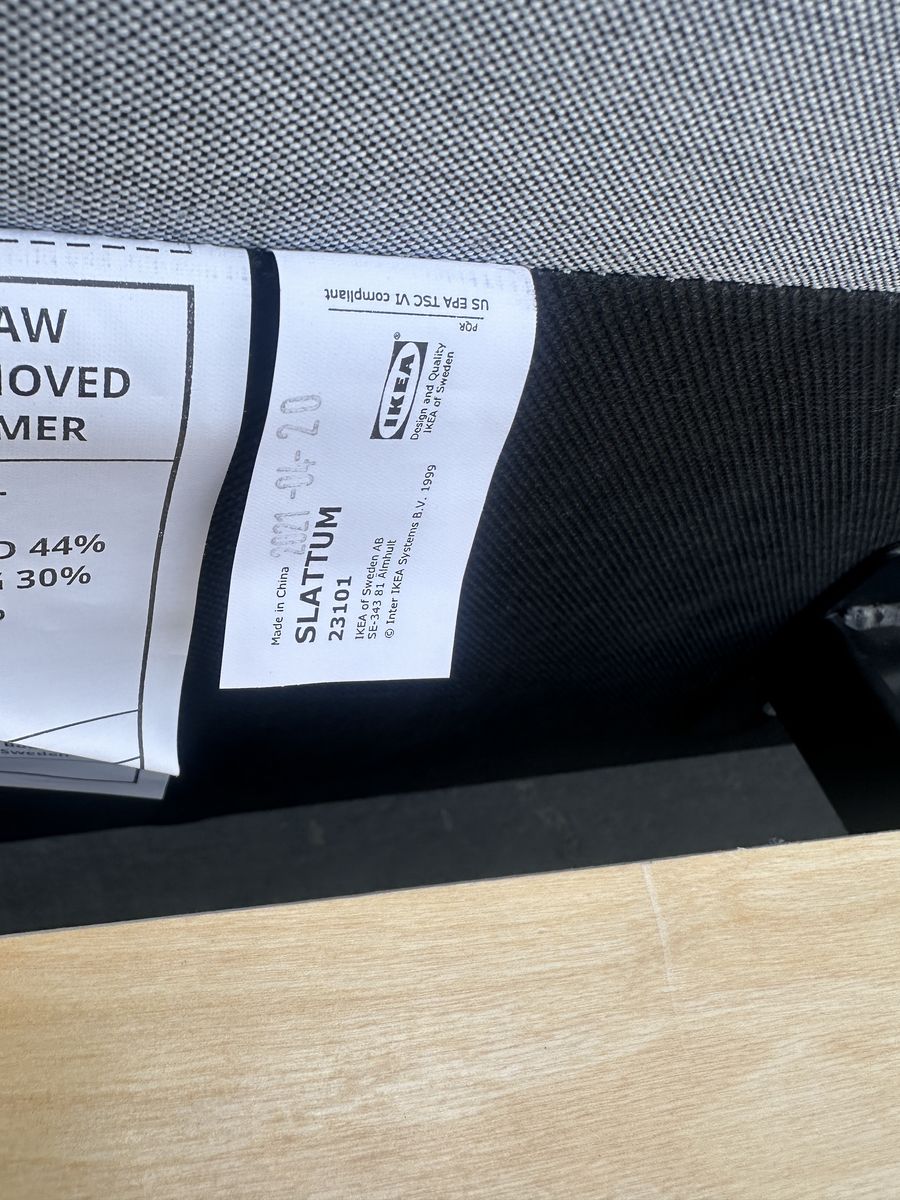 AW
MOVED
MER
D 44%
G 30%
%
Sweden
US EPA TSC VI compliant
PQR
IKEA®
Design and Quality
IKEA of Sweden
Made in China 2021-04-20
SLATTUM
23101
IKEA of Sweden AB
SE-343 81 Älmhult
© Inter IKEA Systems B.V. 1999